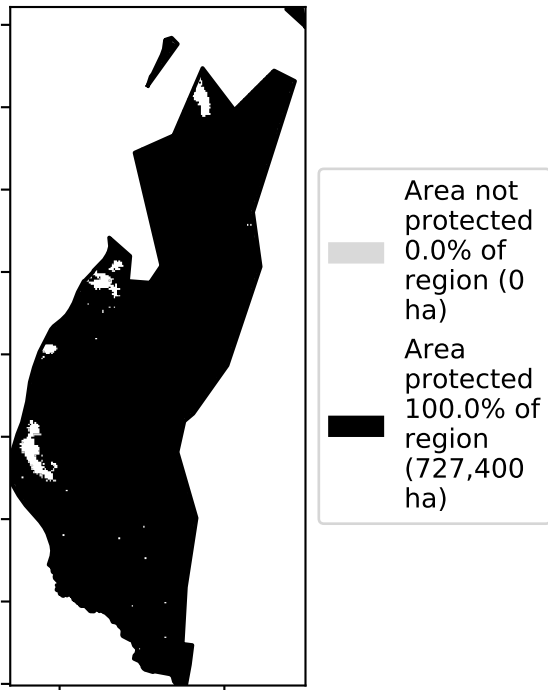 Area not
protected
0.0% of
region (0
ha)
Area
protected
100.0% of
region
(727,400
ha)